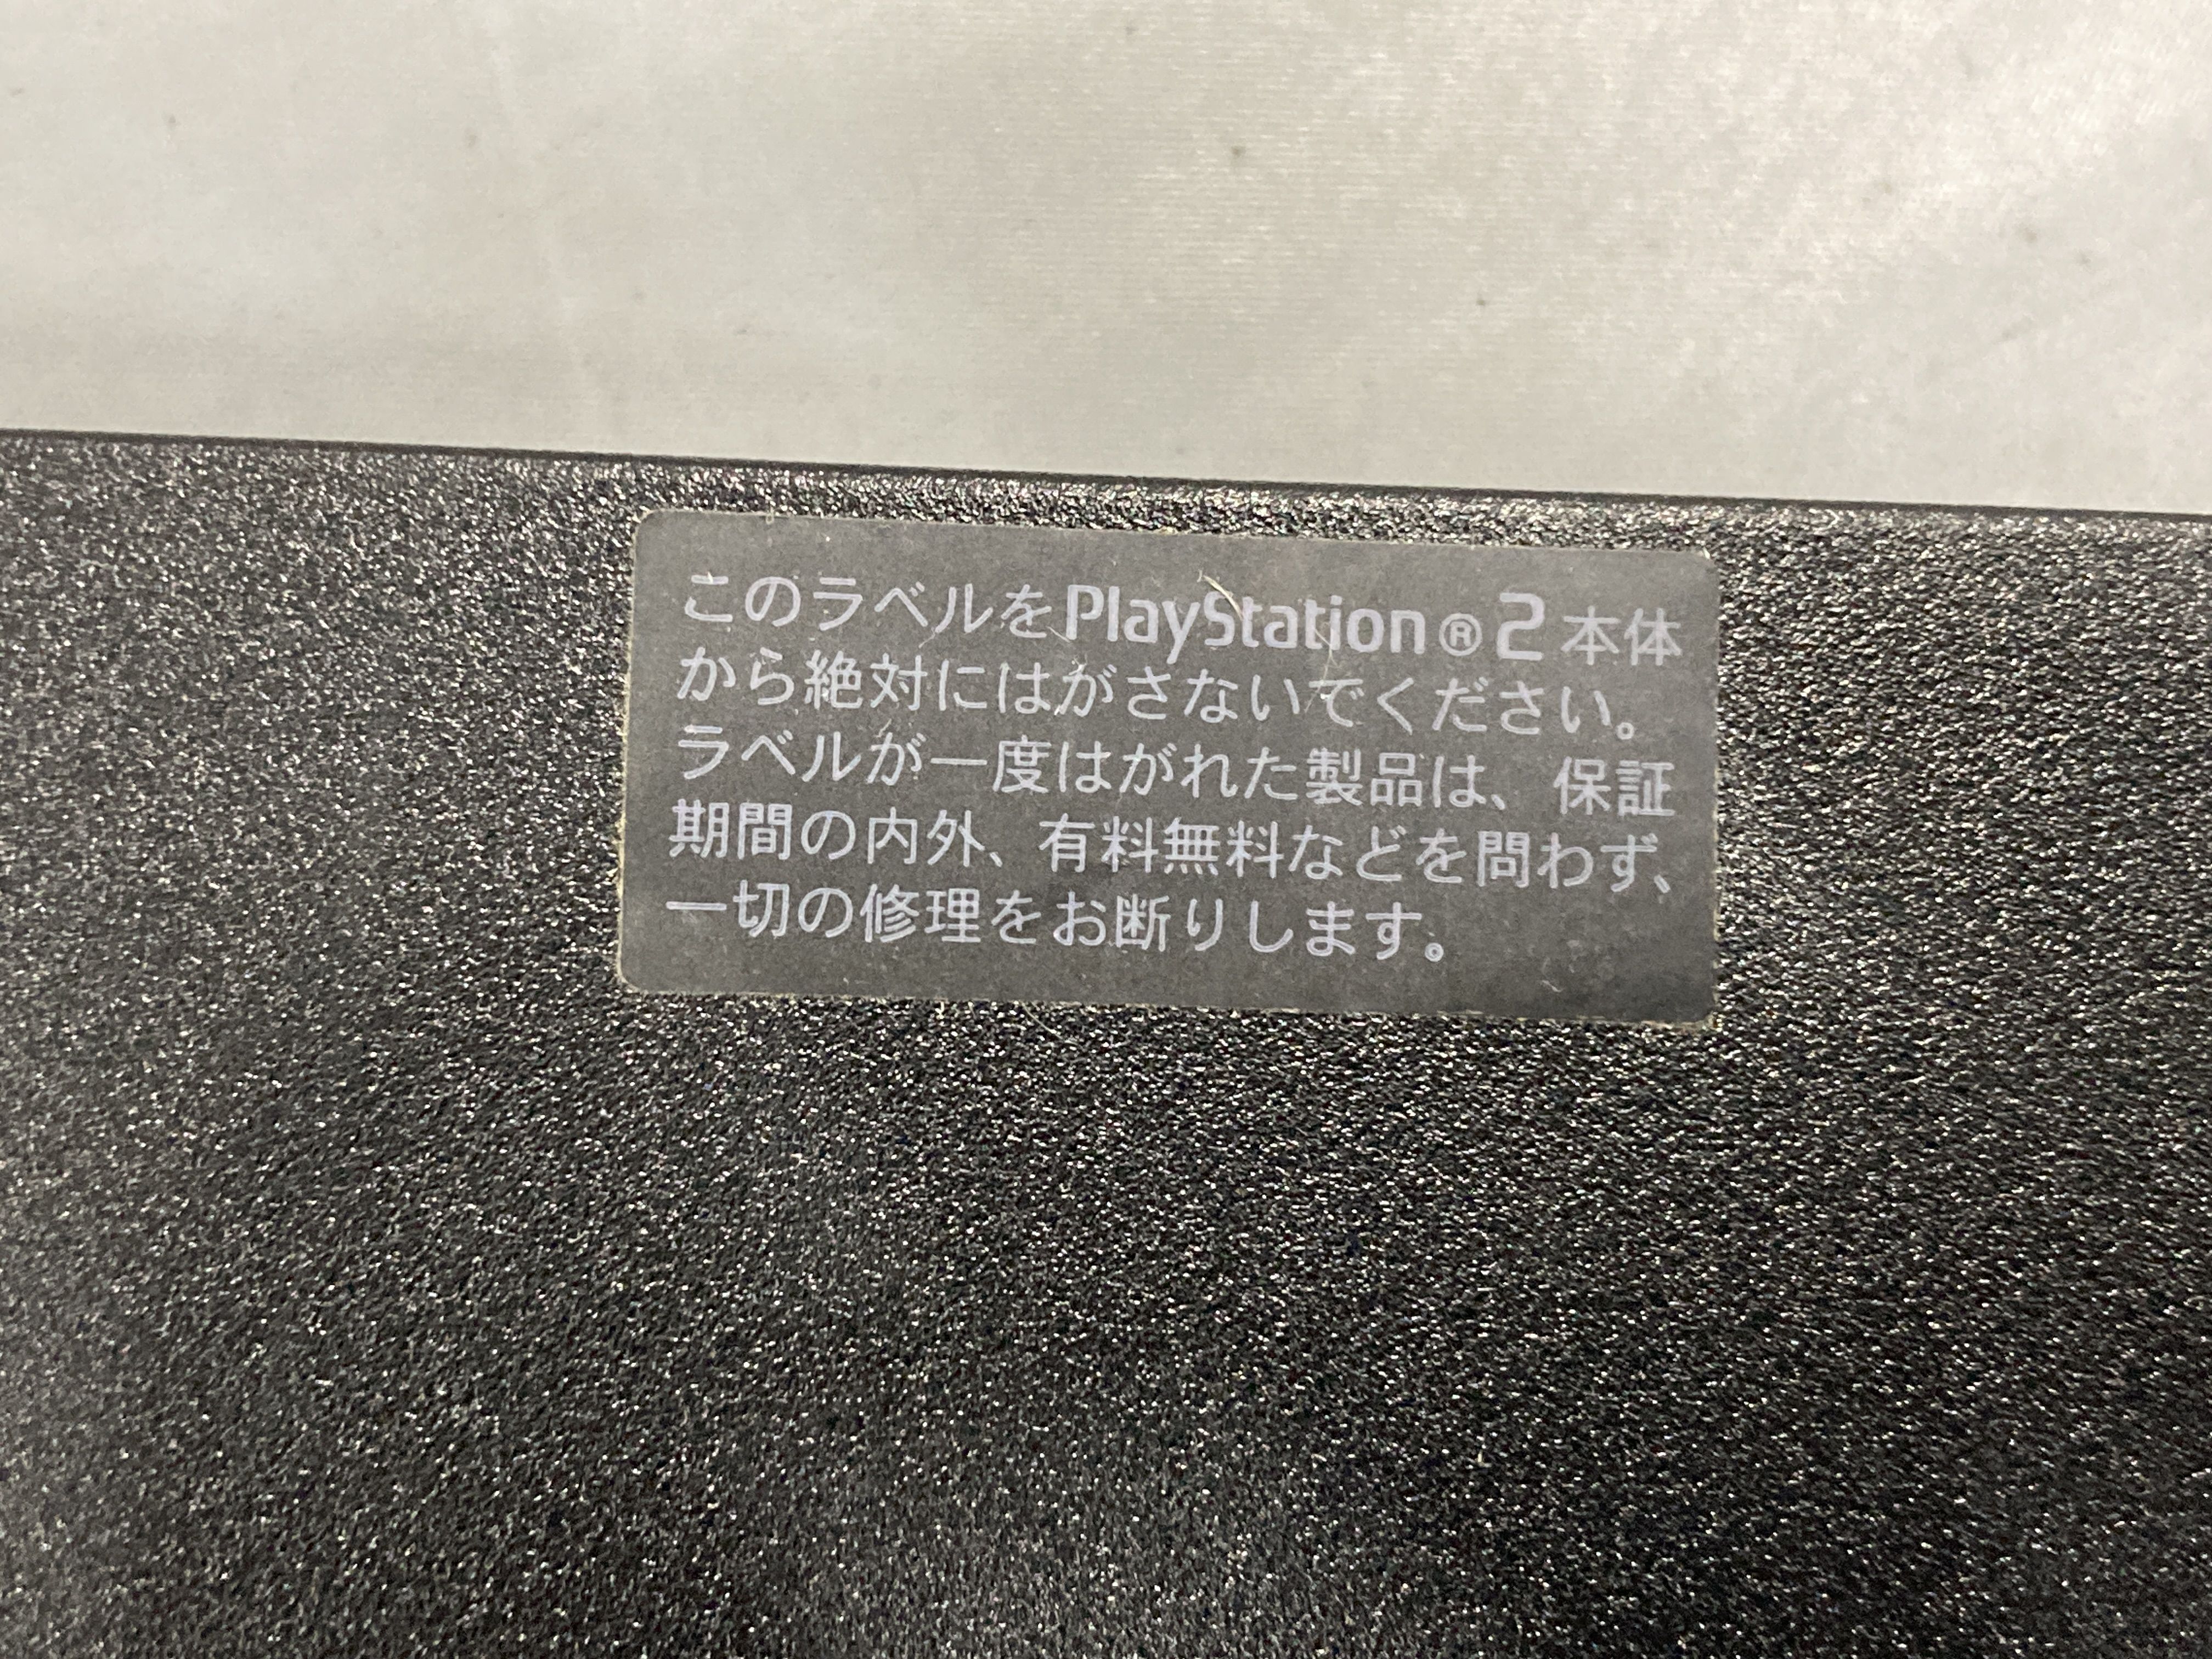 このラベルをPlayStation®2本体
から絶対にはがさないでください。
ラベルが一度はがれた製品は、保証
期間の内外、有料無料などを問わず、
一切の修理をお断りします。